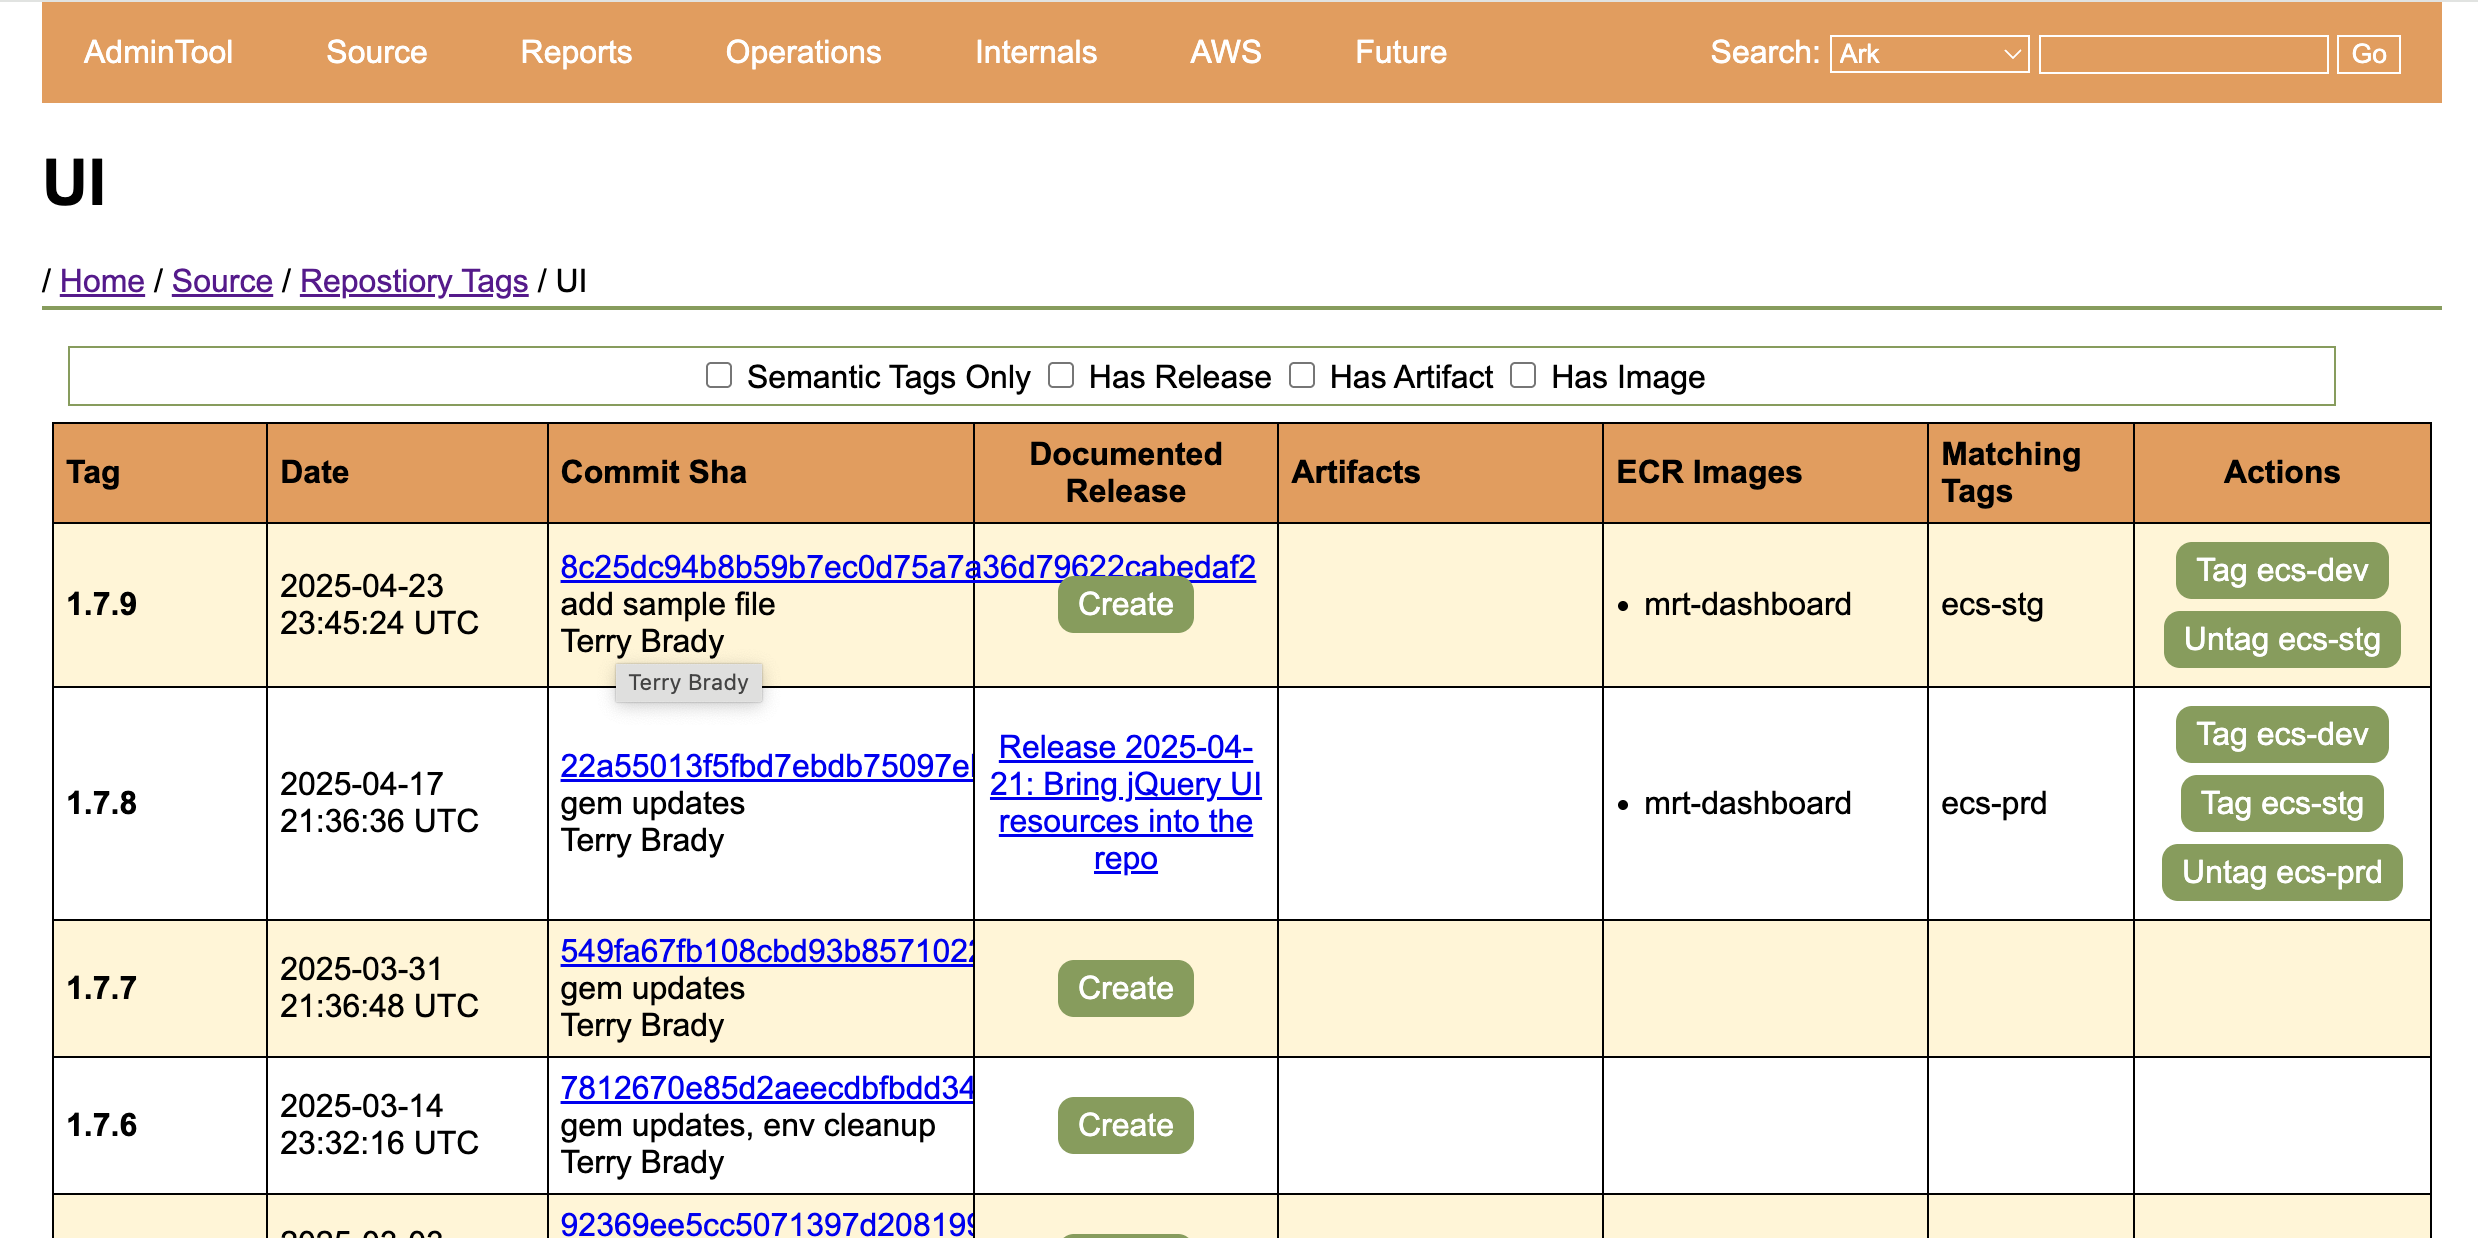 AdminTool Source Reports Operations Internals AWS Future Search: Ark Go
UI
/ Home / Source / Repostiory Tags / UI
Semantic Tags Only Has Release Has Artifact Has Image
Tag Date Commit Sha Documented Release Artifacts ECR Images Matching Tags Actions
1.7.9
2025-04-23
23:45:24 UTC
8c25dc94b8b59b7ec0d75a7a36d79622cabedaf2
add sample file
Terry Brady
Terry Brady
Create
• mrt-dashboard
ecs-stg
Tag ecs-dev
Untag ecs-stg
1.7.8
2025-04-17
21:36:36 UTC
22a55013f5fbd7ebdb75097e
gem updates
Terry Brady
Release 2025-04-
21: Bring jQuery UI
resources into the
repo
• mrt-dashboard
ecs-prd
Tag ecs-dev
Tag ecs-stg
Untag ecs-prd
1.7.7
2025-03-31
21:36:48 UTC
549fa67fb108cbd93b8571022
gem updates
Terry Brady
Create
1.7.6
2025-03-14
23:32:16 UTC
7812670e85d2aeecdbfbdd34
gem updates, env cleanup
Terry Brady
Create
92369ee5cc5071397d208199